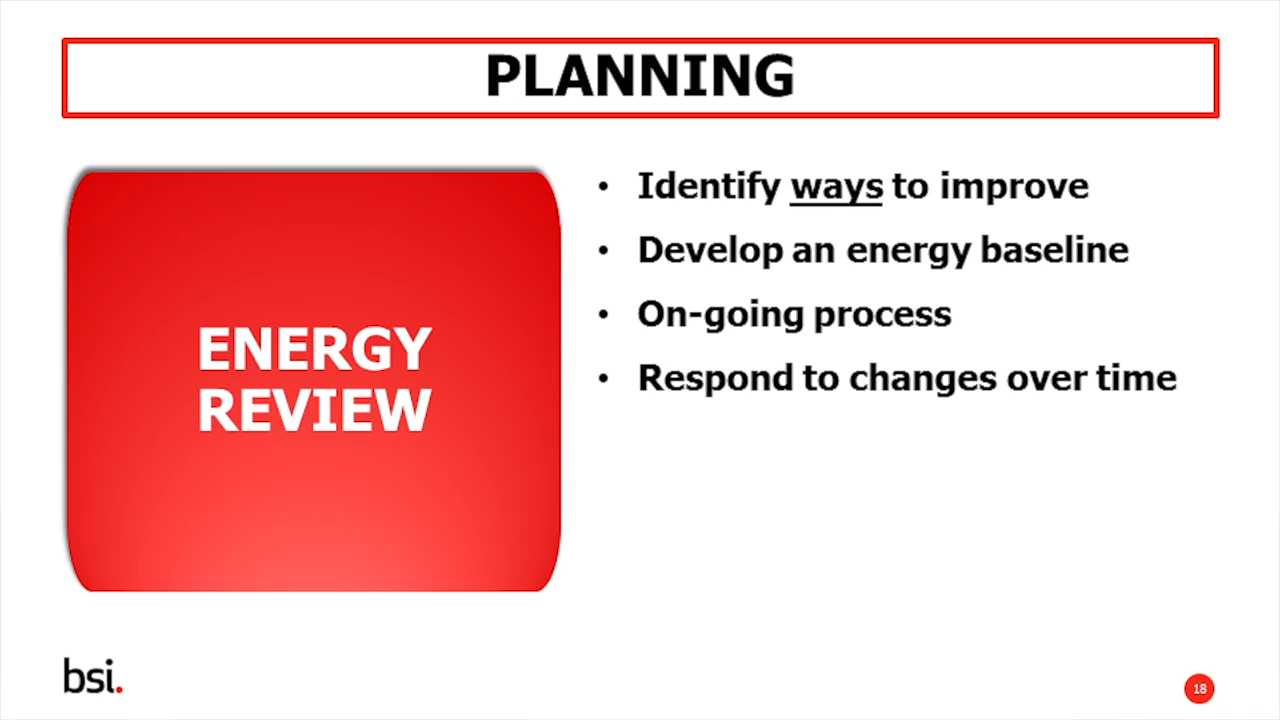 PLANNING
ENERGY
REVIEW
• Identify ways to improve
• Develop an energy baseline
• On-going process
• Respond to changes over time
bsi.
18